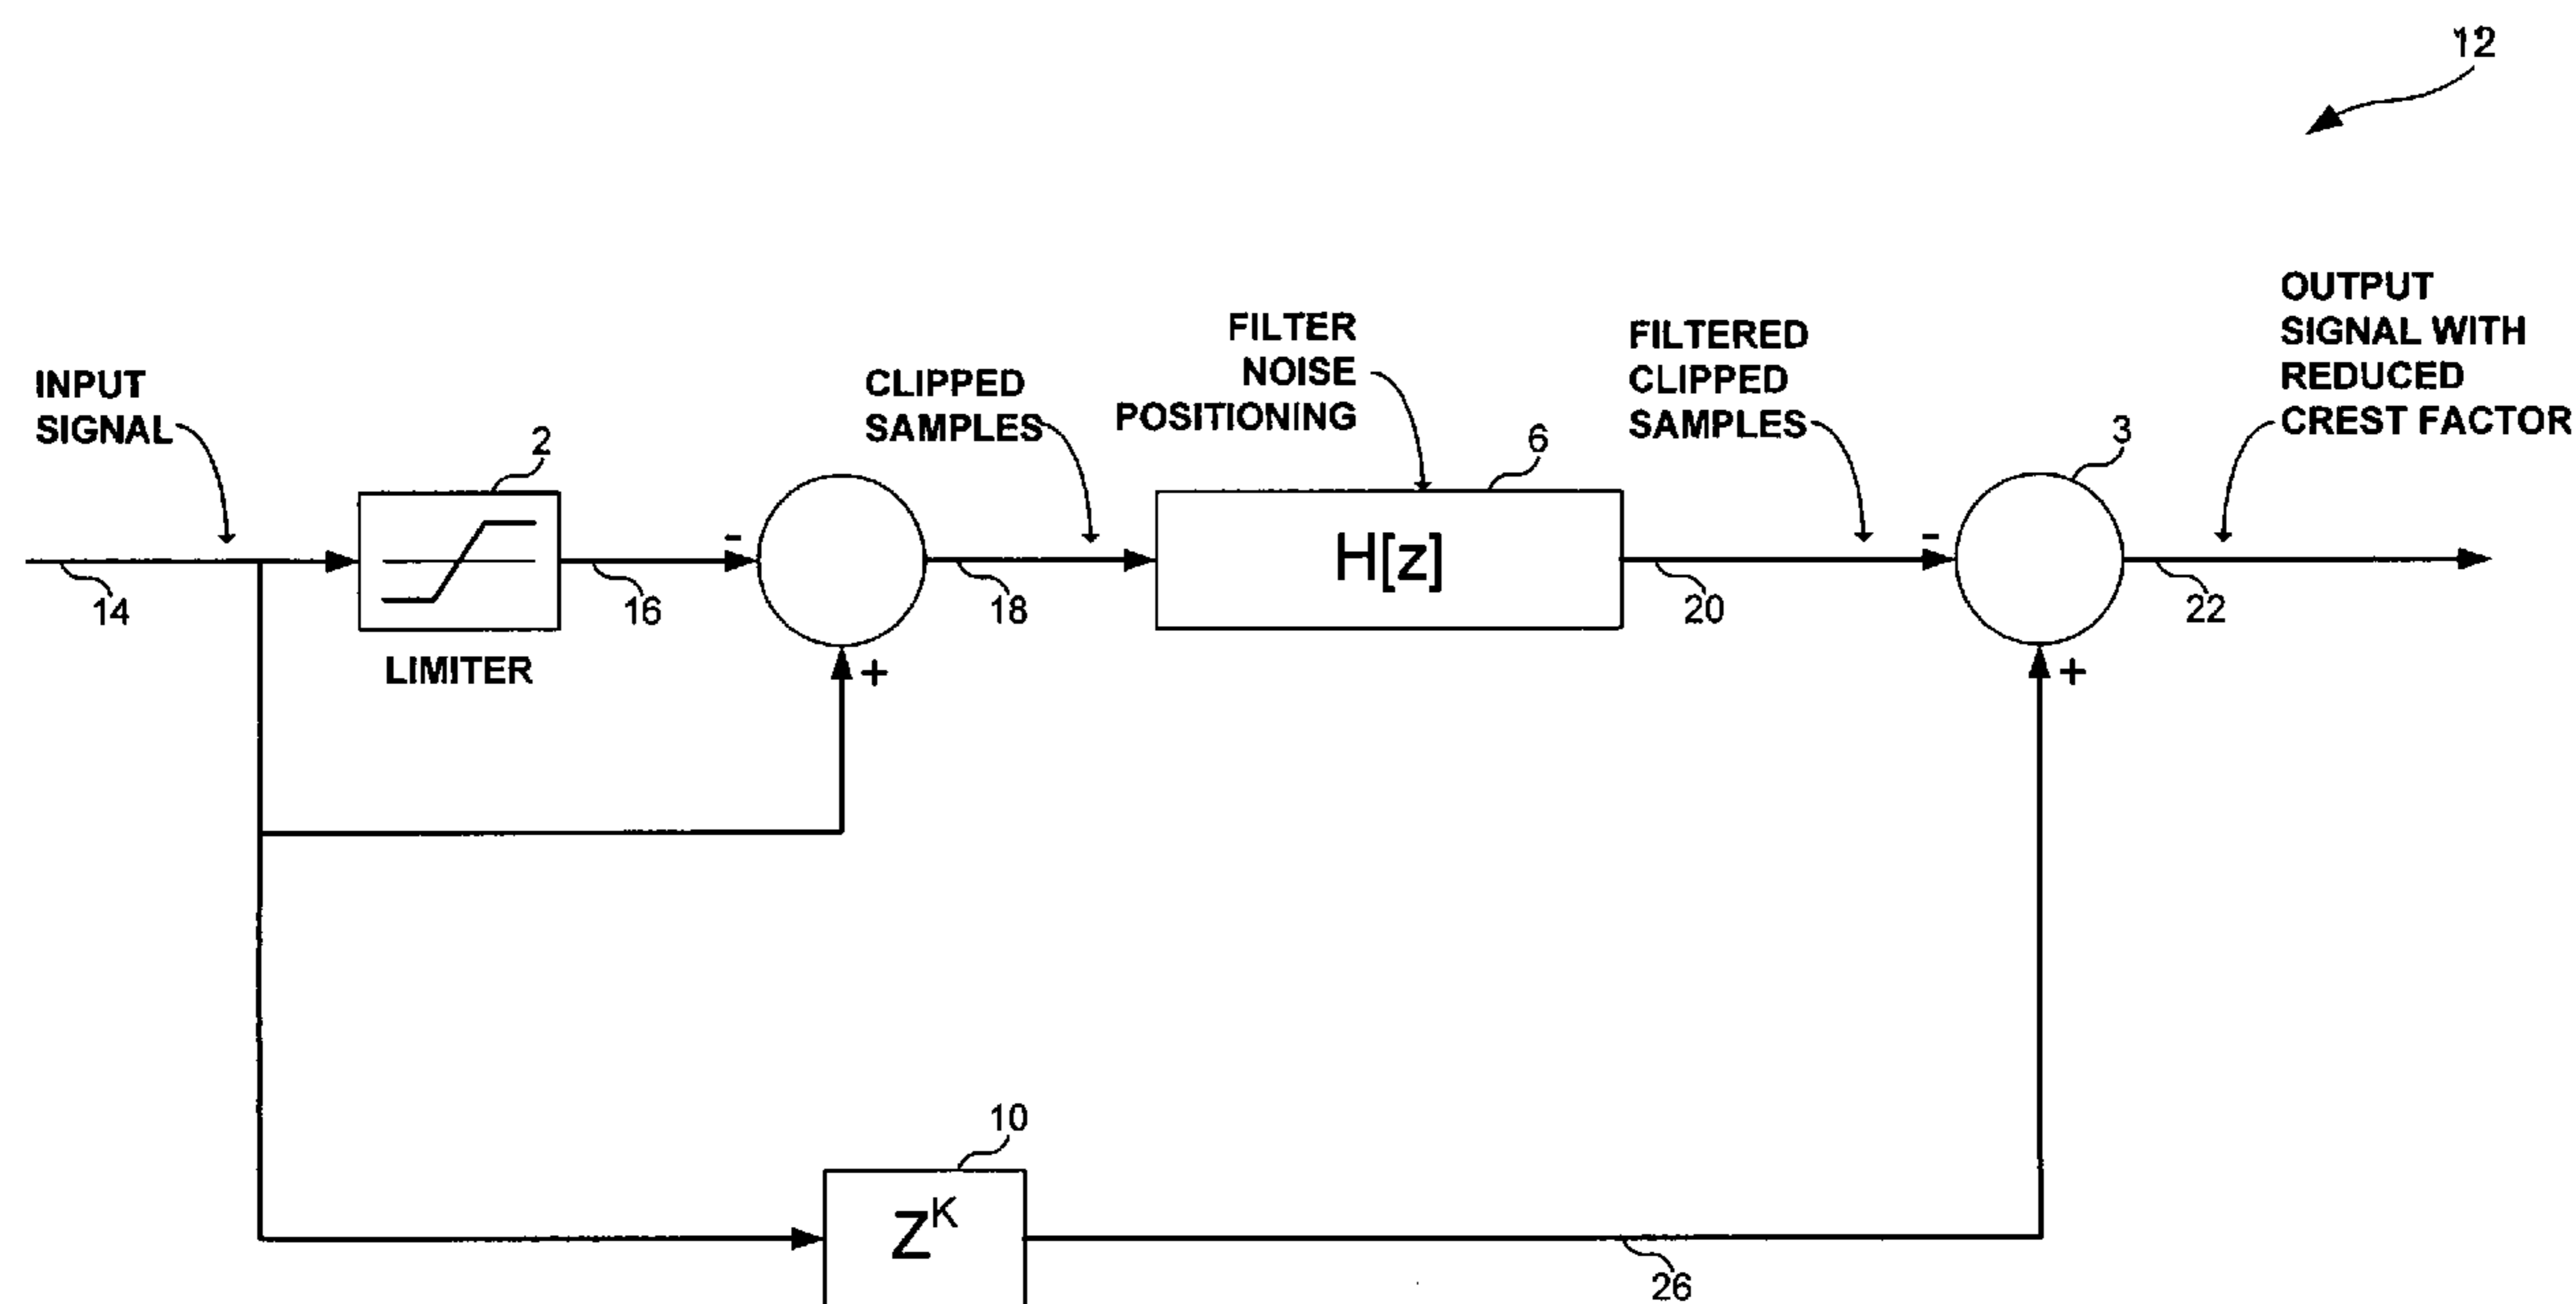 12
INPUT
SIGNAL
14
2
LIMITER
16
-
+
CLIPPED
SAMPLES
18
FILTER
NOISE
POSITIONING
6
H[z]
FILTERED
CLIPPED
SAMPLES
20
-
+
3
OUTPUT
SIGNAL WITH
REDUCED
CREST FACTOR
22
10
Z^K
26